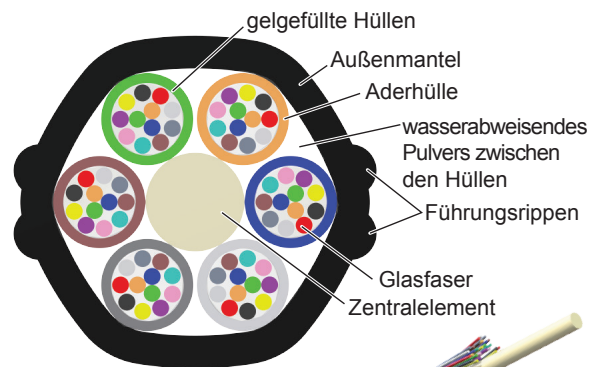 gelgefüllte Hüllen
Außenmantel
Aderhülle
wasserabweisendes
Pulvers zwischen
den Hüllen
Führungsrippen
Glasfaser
Zentralelement